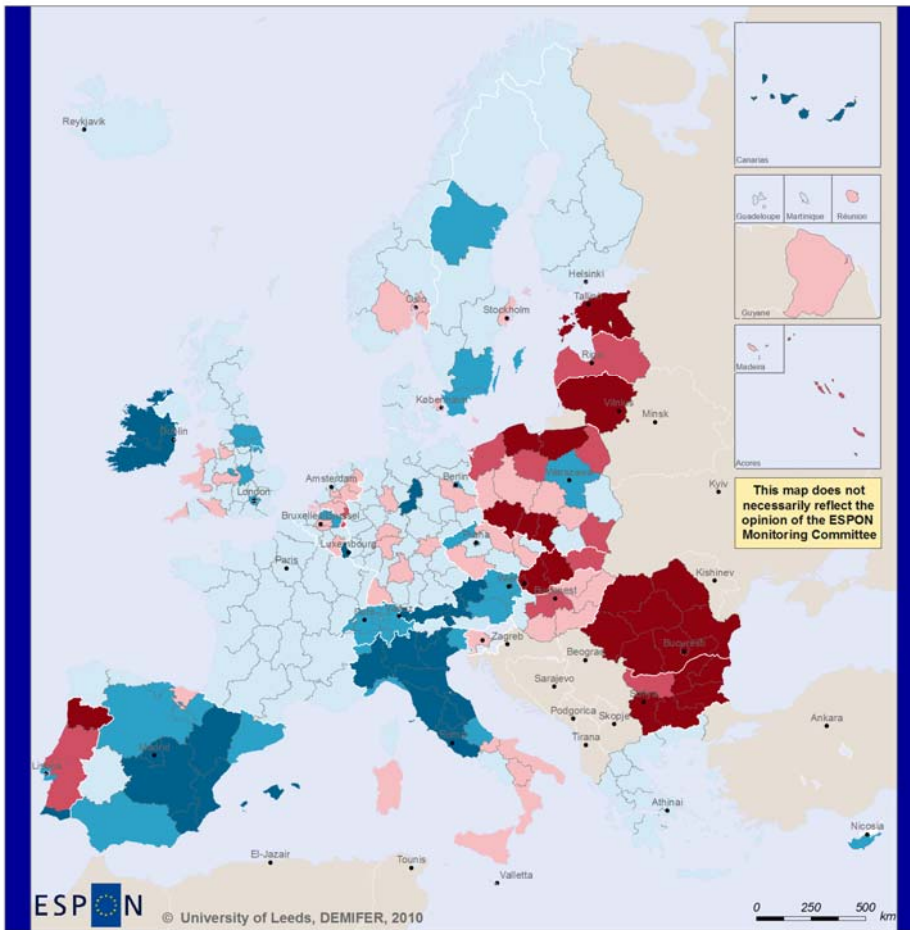 Reykjavik
Canarias
Guadeloupe
Martinique
Réunion
Helsinki
Tallinn
Oslo
Stockholm
Guyane
Riga
Madeira
København
Vilnius
Minsk
Dublin
Acores
Amsterdam
Berlin
Warszawa
London
Kyiv
This map does not
necessarily reflect the
opinion of the ESPON
Monitoring Committee
Bruxelles/Brussel
Praha
Luxembourg
Paris
Kishinev
Budapest
Zagreb
Bucuresti
Beograd
Sarajevo
Sofia
Podgorica
Skopje
Ankara
Roma
Tirana
Madrid
Lisboa
Athinai
Nicosia
El-Jazair
Tounis
Valletta
ESPON
© University of Leeds, DEMIFER, 2010
0 250 500
km